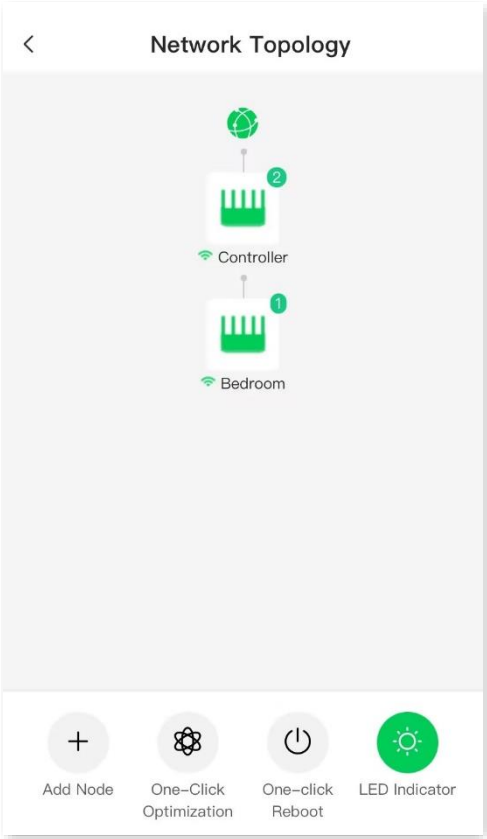 Network Topology
2
Controller
1
Bedroom
Add Node
One-Click
Optimization
One-click
Reboot
LED Indicator